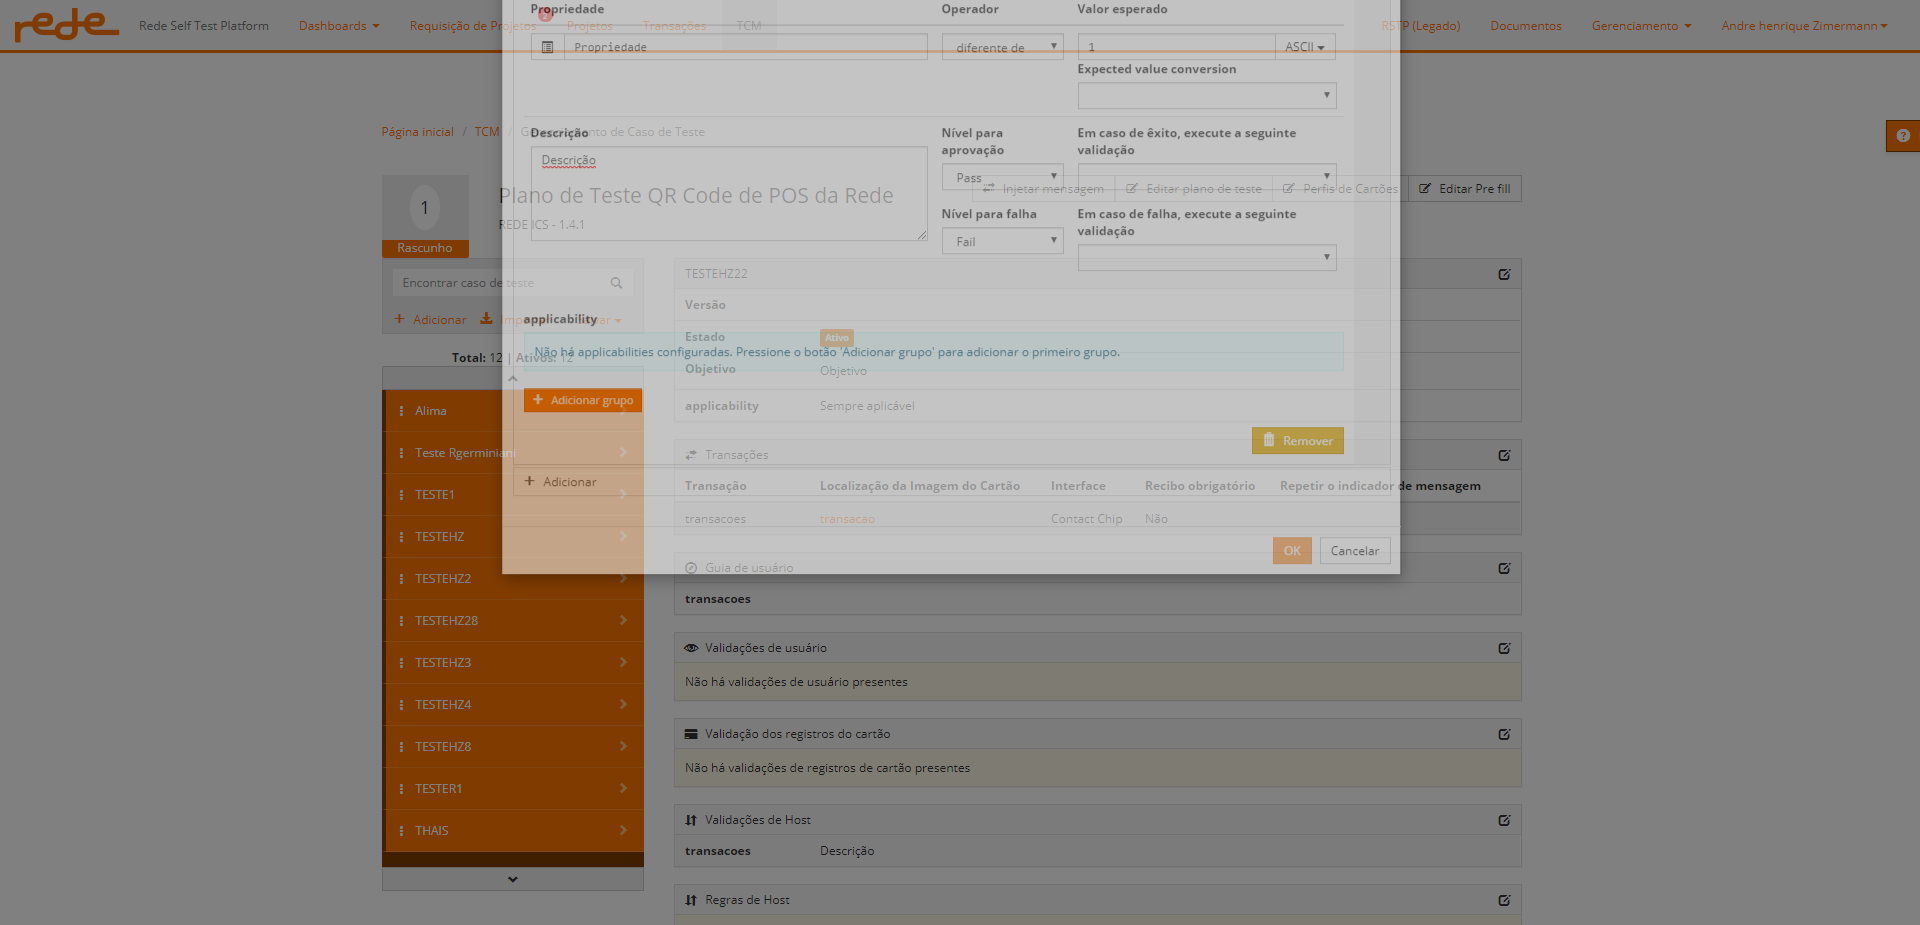 rede
Rede Self Test Platform
Dashboards
Requisição de Projetos
2
Projetos
Transações
TCM
RSTP (Legado)
Documentos
Gerenciamento
Andre henrique Zimermann
Propriedade
Operador
Valor esperado
Propriedade
diferente de
1
ASCII
Expected value conversion
Página inicial / TCM / Gerenciamento de Caso de Teste
Descrição
Descrição
Nível para
aprovação
Pass
Em caso de êxito, execute a seguinte
validação
1
Rascunho
Plano de Teste QR Code de POS da Rede
REDE ICS - 1.4.1
Injetar mensagem
Editar plano de teste
Perfis de Cartões
Editar Pre fill
Nível para falha
Fail
Em caso de falha, execute a seguinte
validação
Encontrar caso de teste
Adicionar
Total: 12 | Ativos: 12
TESTEHZ22
Versão
Estado
Ativo
Objetivo
Objetivo
applicability
Sempre aplicável
applicability
Não há applicabilities configuradas. Pressione o botão 'Adicionar grupo' para adicionar o primeiro grupo.
Adicionar grupo
Remover
Adicionar
OK
Cancelar
Alima
Teste Rgerminiani
TESTE1
TESTEHZ
TESTEHZ2
TESTEHZ28
TESTEHZ3
TESTEHZ4
TESTEHZ8
TESTER1
THAIS
Transações
Transação
Localização da Imagem do Cartão
Interface
Recibo obrigatório
Repetir o indicador de mensagem
transacoes
transacao
Contact Chip
Não
Guia de usuário
transacoes
Validações de usuário
Não há validações de usuário presentes
Validação dos registros do cartão
Não há validações de registros de cartão presentes
Validações de Host
transacoes
Descrição
Regras de Host